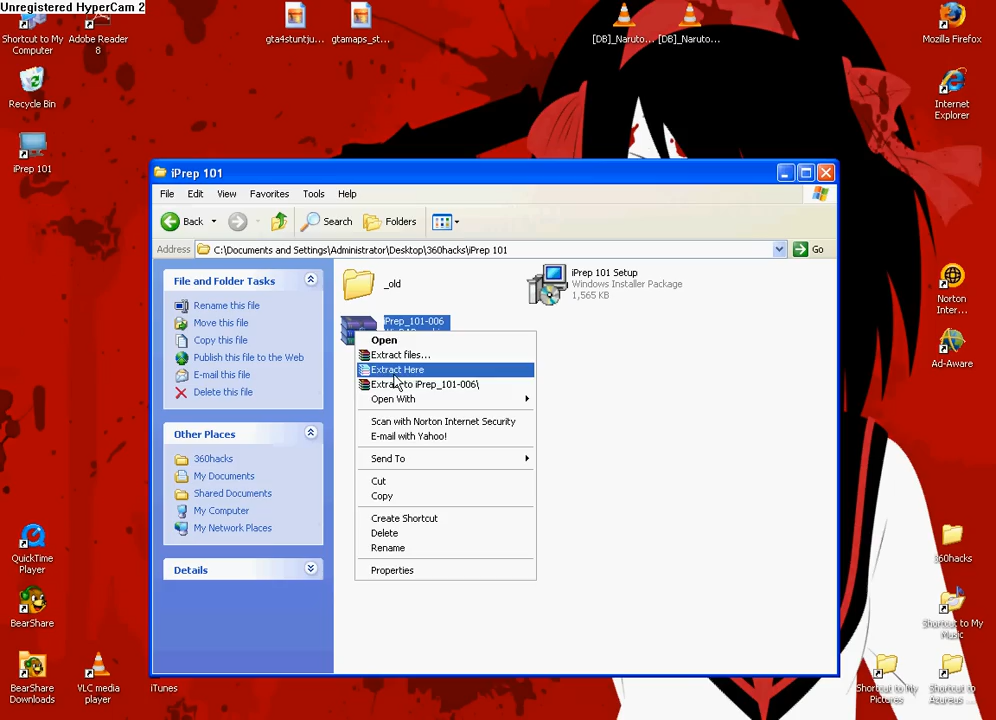 Unregistered HyperCam 2
Shortcut to My
Computer
Adobe Reader
8
gta4stuntju...
gtamaps_st...
[DB]_Naruto...
[DB]_Naruto...
Mozilla Firefox
Recycle Bin
Internet
Explorer
iPrep 101
iPrep 101
File
Edit
View
Favorites
Tools
Help
Back
Search
Folders
Address
C:\Documents and Settings\Administrator\Desktop\360hacks\iPrep 101
Go
File and Folder Tasks
Rename this file
Move this file
Copy this file
Publish this file to the Web
E-mail this file
Delete this file
Other Places
360hacks
My Documents
Shared Documents
My Computer
My Network Places
Details
_old
iPrep 101 Setup
Windows Installer Package
1,565 KB
iPrep_101-006
Open
Extract files...
Extract Here
Extract to iPrep_101-006\
Open With
Scan with Norton Internet Security
E-mail with Yahoo!
Send To
Cut
Copy
Create Shortcut
Delete
Rename
Properties
Norton
Inter...
Ad-Aware
QuickTime
Player
360hacks
BearShare
Shortcut to My
Music
BearShare
Downloads
VLC media
player
iTunes
Shortcut to My
Pictures
Shortcut to
Azureus ...